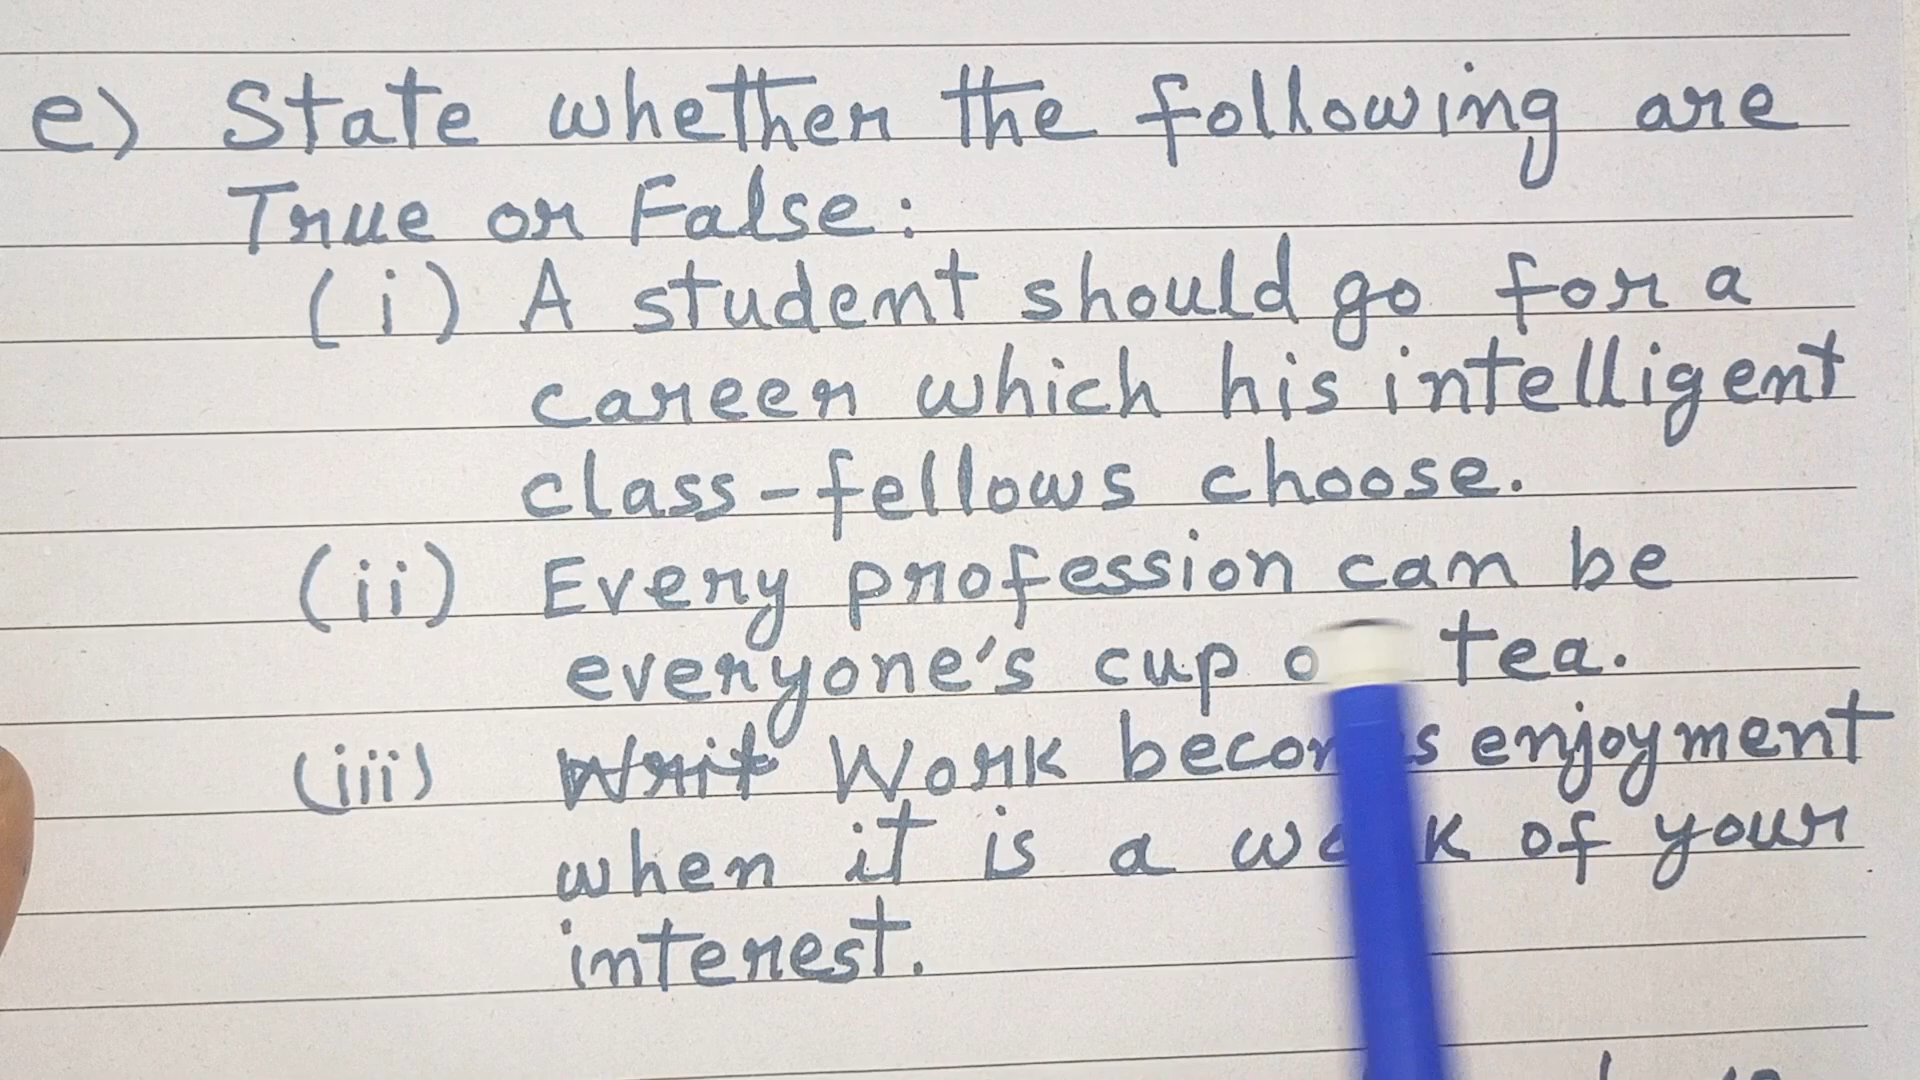 e) State whether the following are
True or False:
(i) A student should go for a
career which his intelligent
class-fellows choose.
(ii) Every profession can be
everyone's cup tea.
(iii) Work enjoyment
when it is a of your
interest.